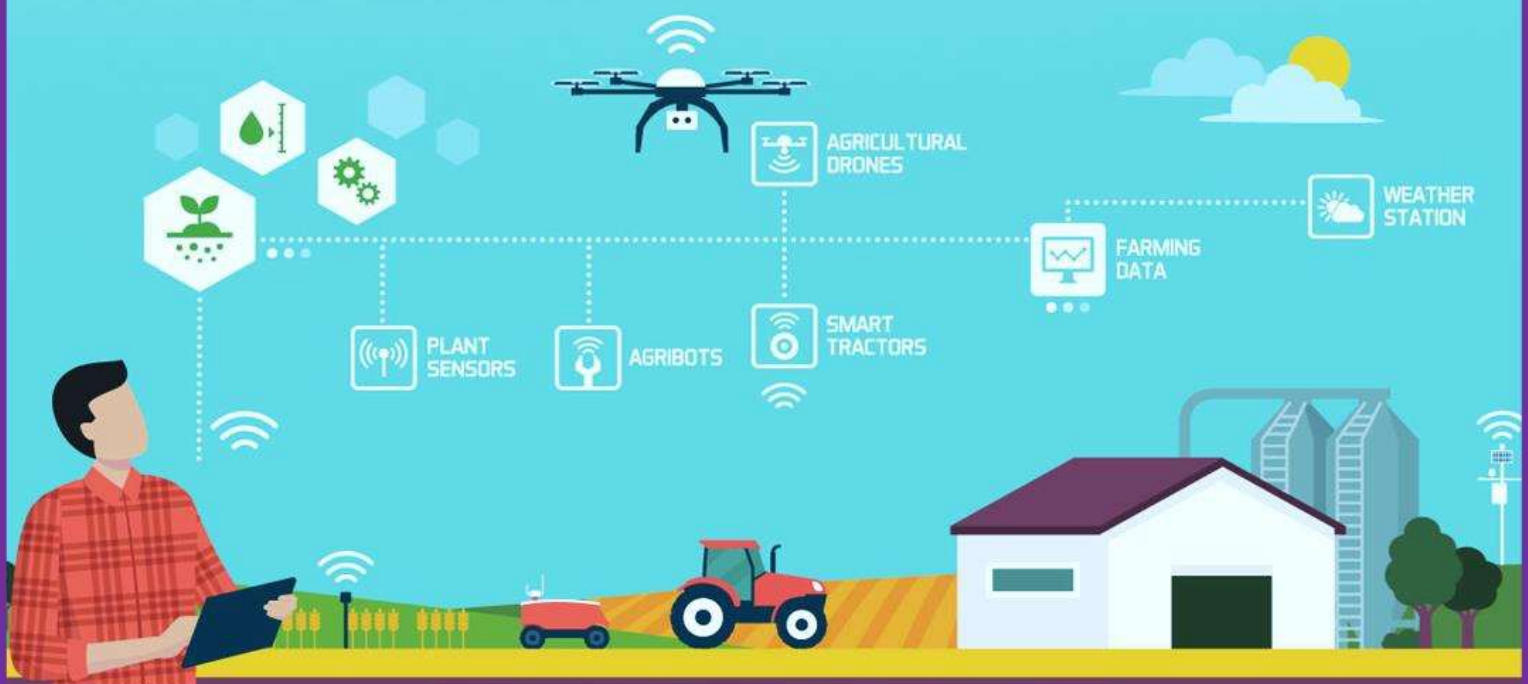 AGRICULTURAL
DRONES
WEATHER
STATION
FARMING
DATA
PLANT
SENSORS
AGRIBOTS
SMART
TRACTORS